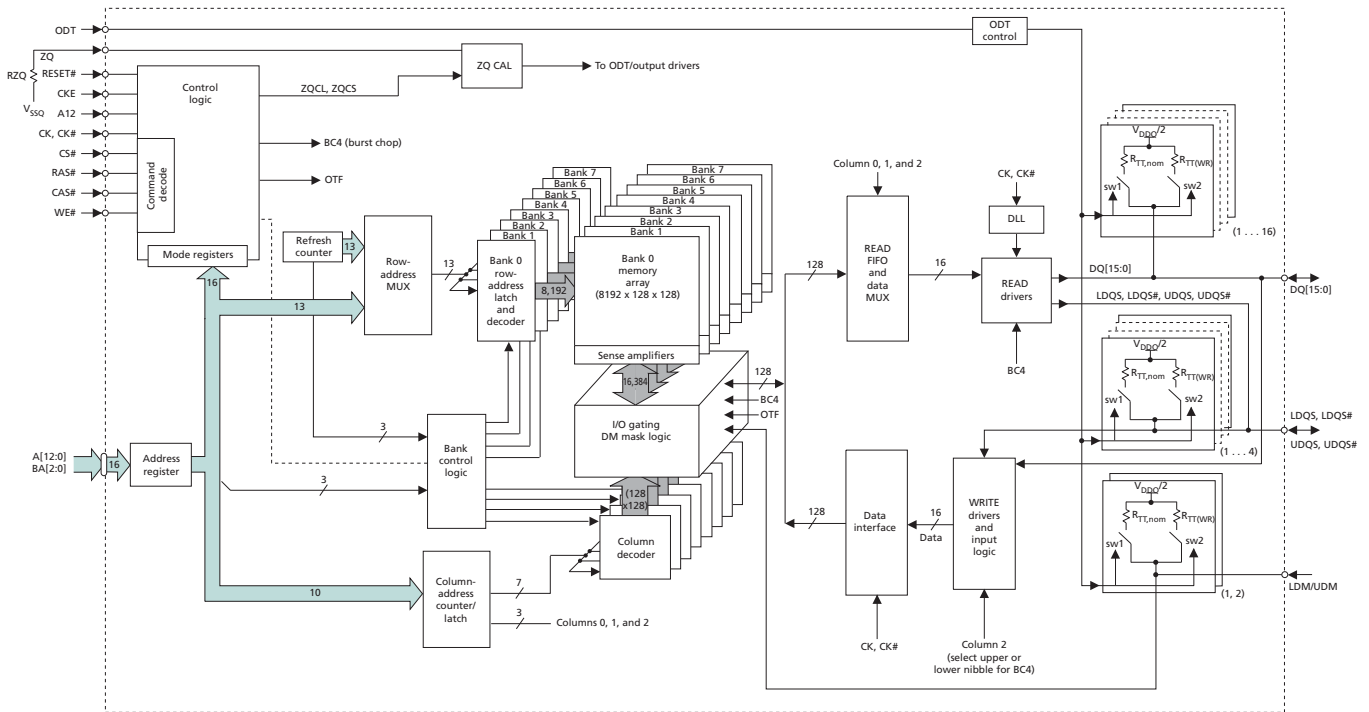 ODT
ODT
control
ZQ
RZQ
VSSQ
RESET#
CKE
A12
CK, CK#
CS#
RAS#
CAS#
WE#
Control
logic
Command
decode
Mode registers
ZQCL, ZQCS
ZQ CAL
To ODT/output drivers
BC4 (burst chop)
OTF
Refresh
counter
13
Row-
address
MUX
13
16
13
Bank 7
Bank 6
Bank 5
Bank 4
Bank 3
Bank 2
Bank 1
Bank 0
row-
address
latch
and
decoder
8,192
Bank 7
Bank 6
Bank 5
Bank 4
Bank 3
Bank 2
Bank 1
Bank 0
memory
array
(8192 x 128 x 128)
Sense amplifiers
16,384
I/O gating
DM mask logic
128
BC4
OTF
(128
x128)
Column
decoder
3
Bank
control
logic
3
A[12:0]
BA[2:0]
16
Address
register
10
Column-
address
counter/
latch
7
3
Columns 0, 1, and 2
Column 0, 1, and 2
128
READ
FIFO
and
data
MUX
16
CK, CK#
DLL
READ
drivers
BC4
DQ[15:0]
LDQS, LDQS#, UDQS, UDQS#
128
Data
interface
16
Data
WRITE
drivers
and
input
logic
CK, CK#
Column 2
(select upper or
lower nibble for BC4)
VDDQ/2
RTT,nom
RTT(WR)
sw1
sw2
(1 . . . 16)
DQ[15:0]
VDDQ/2
RTT,nom
RTT(WR)
sw1
sw2
(1 . . . 4)
LDQS, LDQS#
UDQS, UDQS#
VDDQ/2
RTT,nom
RTT(WR)
sw1
sw2
(1, 2)
LDM/UDM